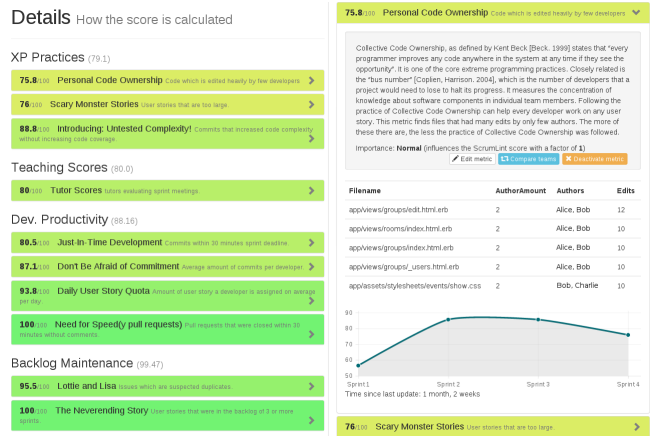 Details How the score is calculated
XP Practices (79.1)
75.8/100 Personal Code Ownership Code which is edited heavily by few developers
76/100 Scary Monster Stories User stories that are too large.
88.8/100 Introducing: Untested Complexity! Commits that increased code complexity
without increasing code coverage.
Teaching Scores (80.0)
80/100 Tutor Scores tutors evaluating sprint meetings.
Dev. Productivity (88.16)
80.5/100 Just-In-Time Development Commits within 30 minutes sprint deadline.
87.1/100 Don't Be Afraid of Commitment Average amount of commits per developer.
93.8/100 Daily User Story Quota Amount of user story a developer is assigned on average
per day.
100/100 Need for Speed(y pull requests) Pull requests that were closed within 30
minutes without comments.
Backlog Maintenance (99.47)
95.5/100 Lottie and Lisa Issues which are suspected duplicates.
100/100 The Neverending Story User stories that were in the backlog of 3 or more
sprints.
75.8/100 Personal Code Ownership Code which is edited heavily by few developers
Collective Code Ownership, as defined by Kent Beck [Beck, 1999] states that "every
programmer improves any code anywhere in the system at any time if they see the
opportunity". It is one of the core extreme programming practices. Closely related is
the "bus number" [Coplien, Harrison, 2004], which is the number of developers that a
project would need to lose to halt its progress. It measures the concentration of
knowledge about software components in individual team members. Following the
practice of Collective Code Ownership can help every developer work on any user
story. This metric finds files that had many edits by only few authors. The more of
these there are, the less the practice of Collective Code Ownership was followed.
Importance: Normal (influences the ScrumLint score with a factor of 1)
Edit metric Compare teams Deactivate metric
Filename AuthorAmount Authors Edits
app/views/groups/edit.html.erb 2 Alice, Bob 12
app/views/rooms/index.html.erb 2 Alice, Bob 10
app/views/groups/index.html.erb 2 Alice, Bob 10
app/views/groups/_users.html.erb 2 Alice, Bob 10
app/assets/stylesheets/events/show.css 2 Bob, Charlie 10
90
80
70
60
50
Sprint 1 Sprint 2 Sprint 3 Sprint 4
Time since last update: 1 month, 2 weeks
76/100 Scary Monster Stories User stories that are too large.